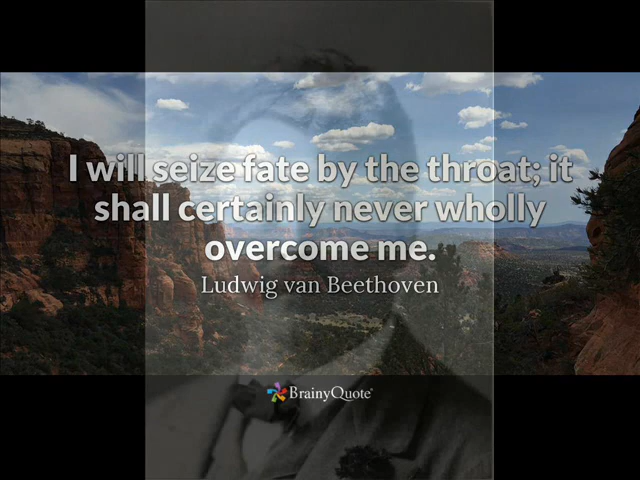 I will seize fate by the throat; it
shall certainly never wholly
overcome me.
Ludwig van Beethoven
BrainyQuote